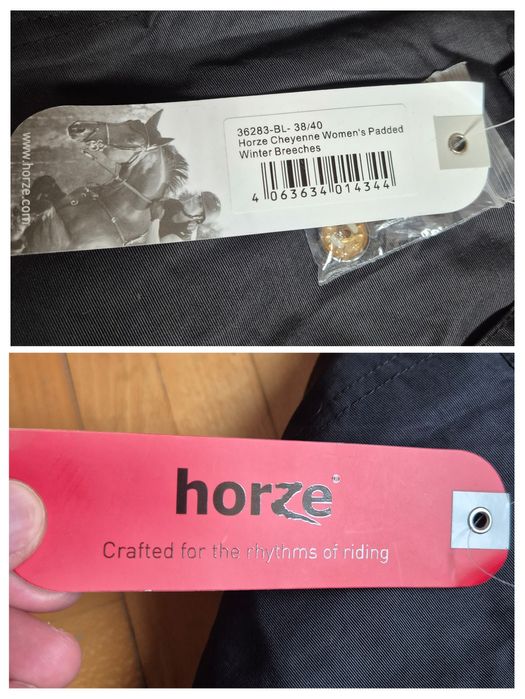 www.horze.com
36283-BL- 38/40
Horze Cheyenne Women's Padded
Winter Breeches
4 063634 014344
horze®
Crafted for the rhythms of riding